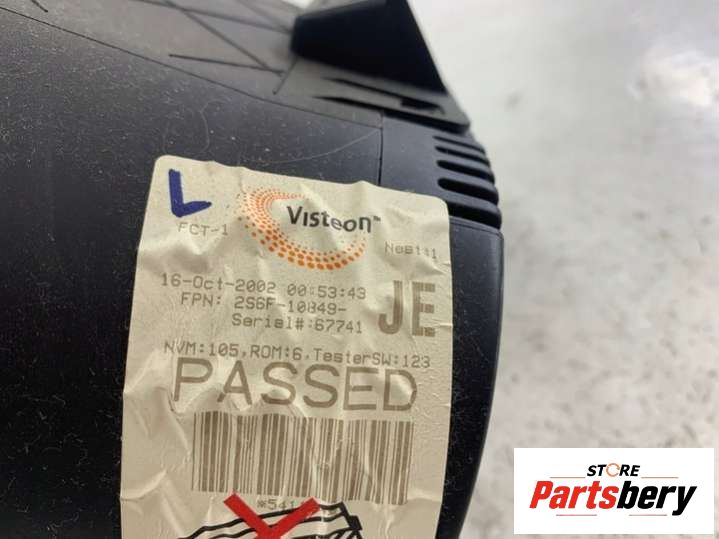 L
Visteon™
FCT-1
Nest:1
16-Oct-2002 00:53:43
FPN: 2S6F-10849-
JE
Serial#:67741
NVM:105,ROM:6,TesterSW:123
PASSED
STORE
Partsbery